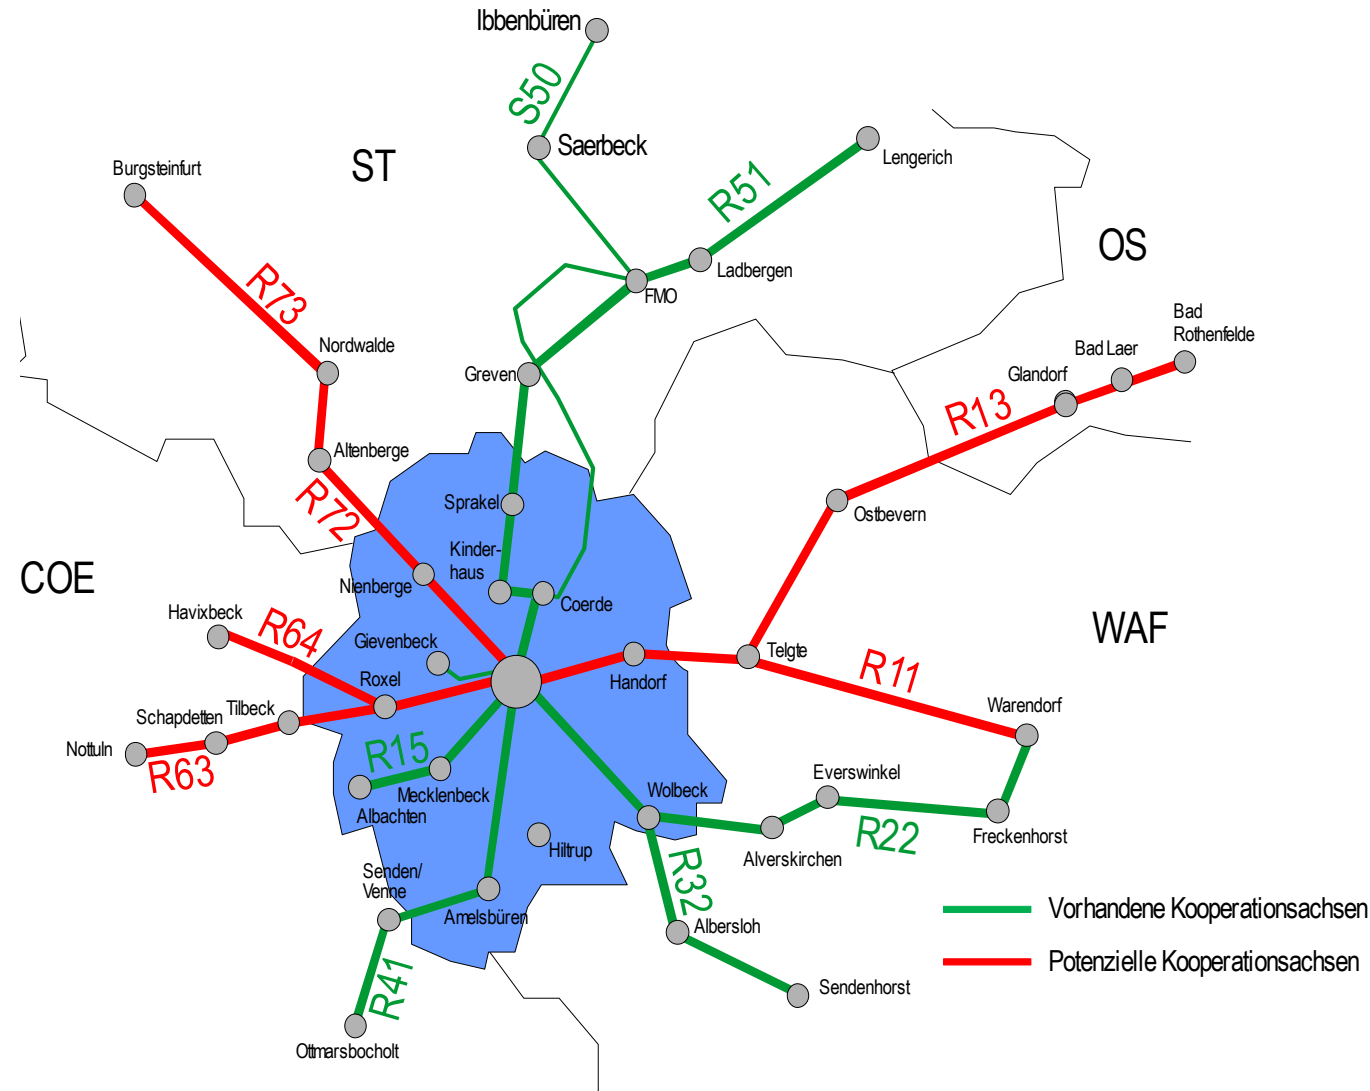 Ibbenbüren
S50
Saerbeck
Lengerich
ST
Burgsteinfurt
R51
OS
Ladbergen
FMO
R73
Bad
Rothenfelde
Nordwalde
Bad Laer
Greven
Glandorf
R13
Altenberge
R72
Sprakel
Ostbevern
Kinder-
haus
COE
Nienberge
Coerde
Havixbeck
R64
WAF
Gievenbeck
Telgte
R11
Handorf
Roxel
Tilbeck
Schapdetten
Warendorf
Nottuln
R63
R15
Mecklenbeck
Everswinkel
Albachten
Wolbeck
Freckenhorst
R22
Hiltrup
Alverskirchen
Senden/
Venne
R32
Amelsbüren
Albersloh
Vorhandene Kooperationsachsen
Potenzielle Kooperationsachsen
R41
Sendenhorst
Ottmarsbocholt